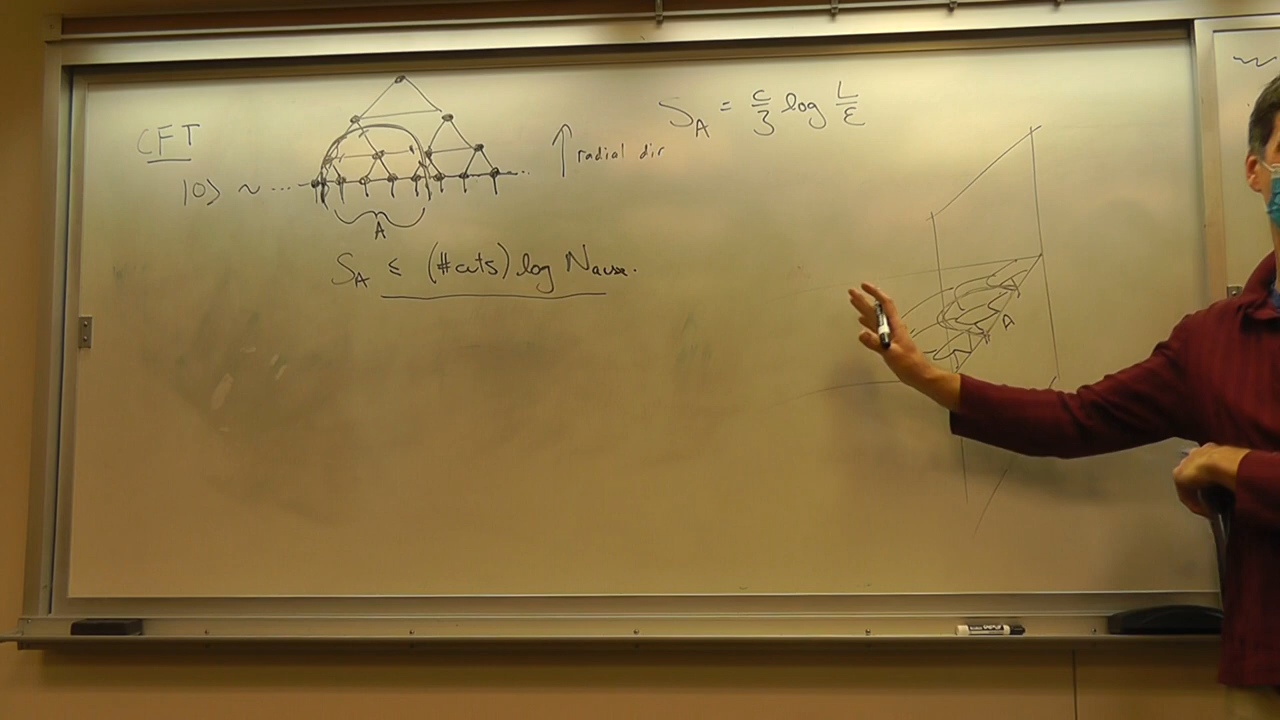 CFT
|0⟩ ~ ...
...
A
radial dir
S_A ≤ (#cuts) log N_aux.
S_A = c/3 log L/ε
A